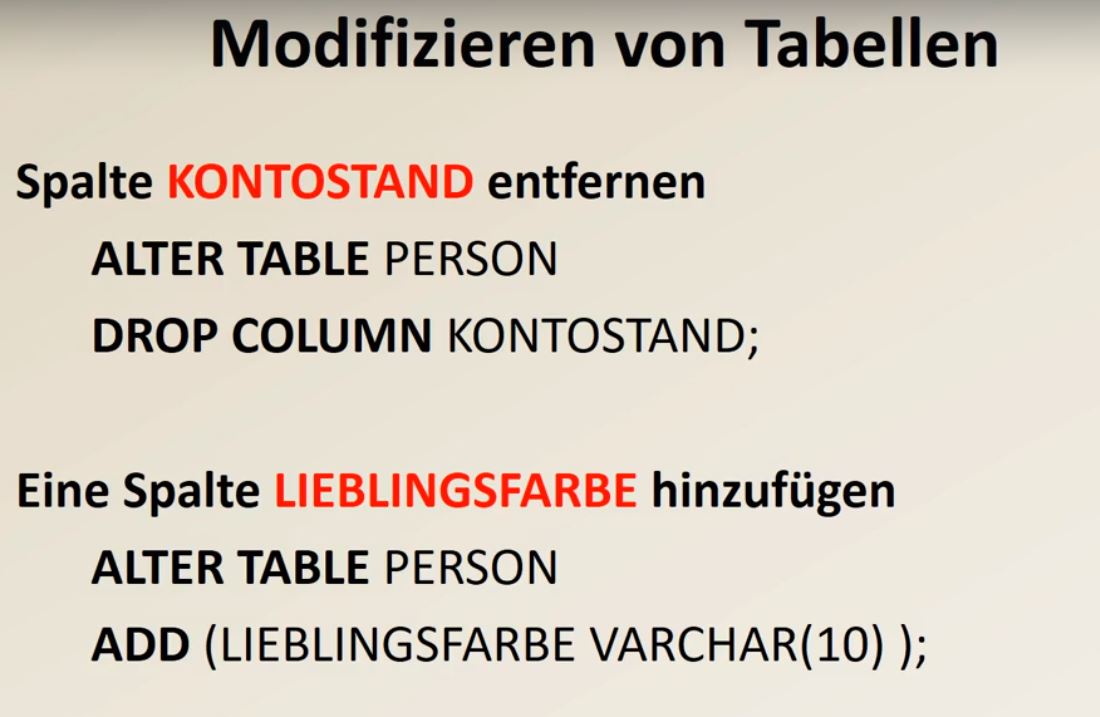 Modifizieren von Tabellen
Spalte KONTOSTAND entfernen
ALTER TABLE PERSON
DROP COLUMN KONTOSTAND;
Eine Spalte LIEBLINGSFARBE hinzufügen
ALTER TABLE PERSON
ADD (LIEBLINGSFARBE VARCHAR(10) );